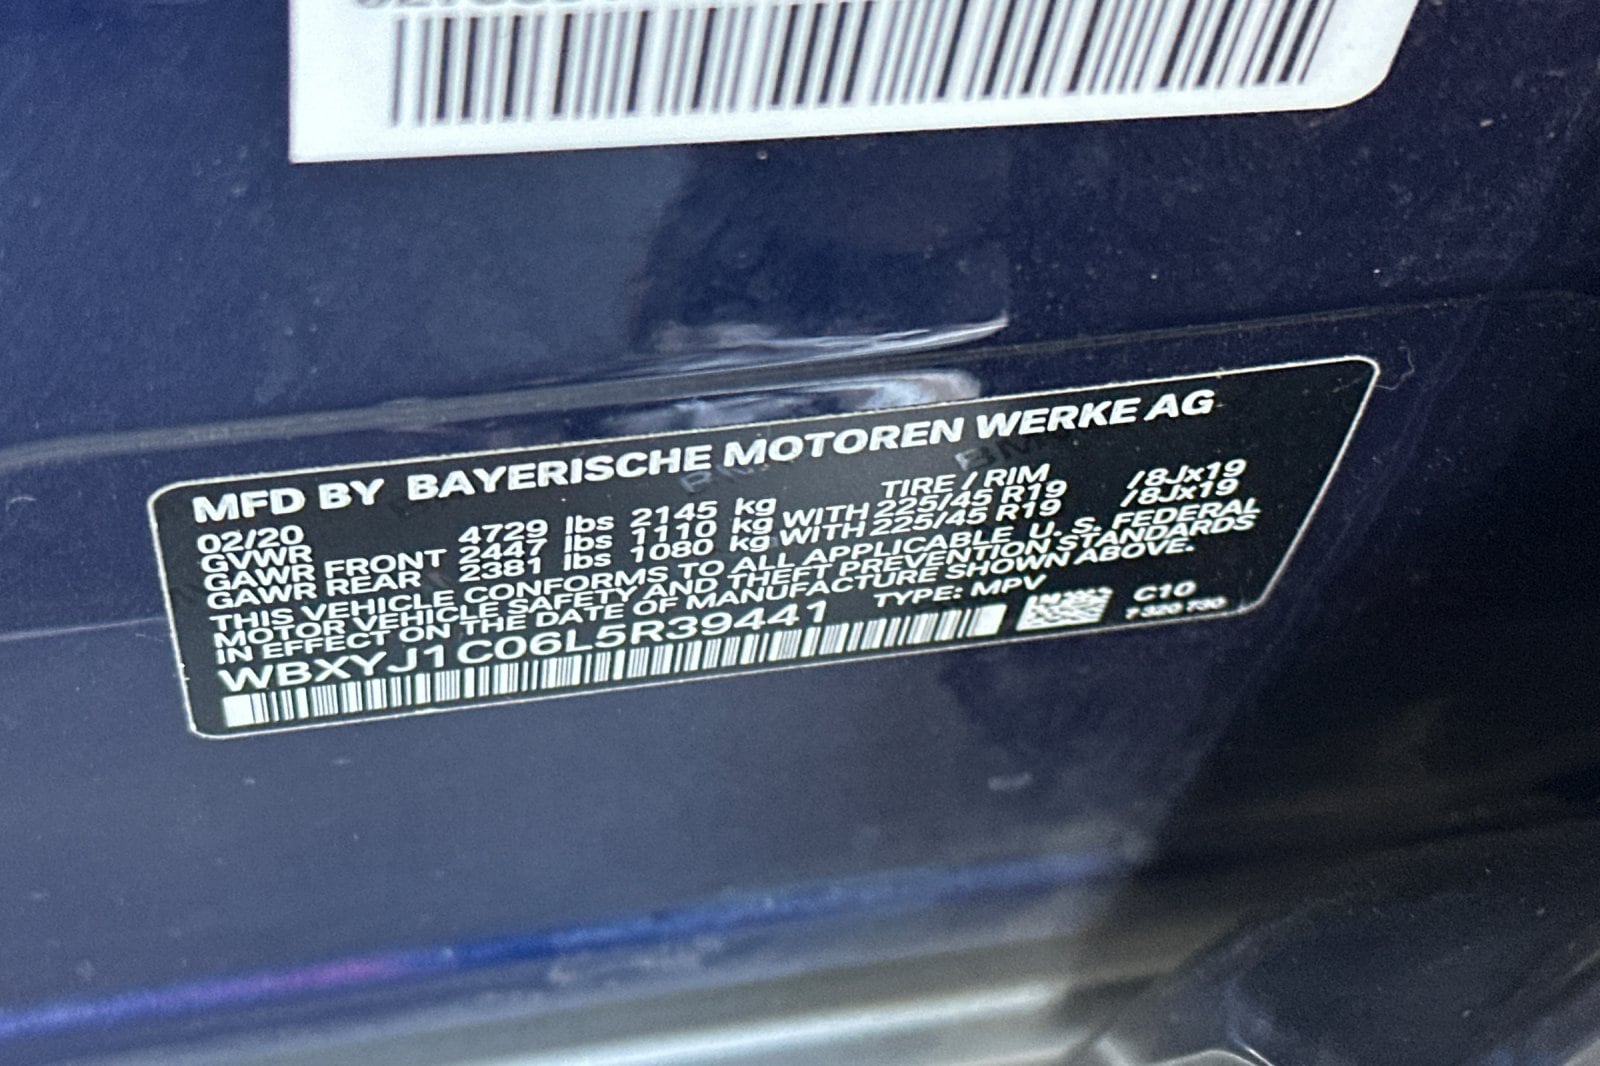 MFD BY BAYERISCHE MOTOREN WERKE AG
02/20 TIRE / RIM
GVWR 4729 lbs 2145 kg
GAWR FRONT 2447 lbs 1110 kg WITH 225/45 R19 /8Jx19
GAWR REAR 2381 lbs 1080 kg WITH 225/45 R19 /8Jx19
THIS VEHICLE CONFORMS TO ALL APPLICABLE U. S. FEDERAL
MOTOR VEHICLE SAFETY AND THEFT PREVENTION STANDARDS
IN EFFECT ON THE DATE OF MANUFACTURE SHOWN ABOVE.
WBXYJ1C06L5R39441 TYPE: MPV
C10
7 320 730